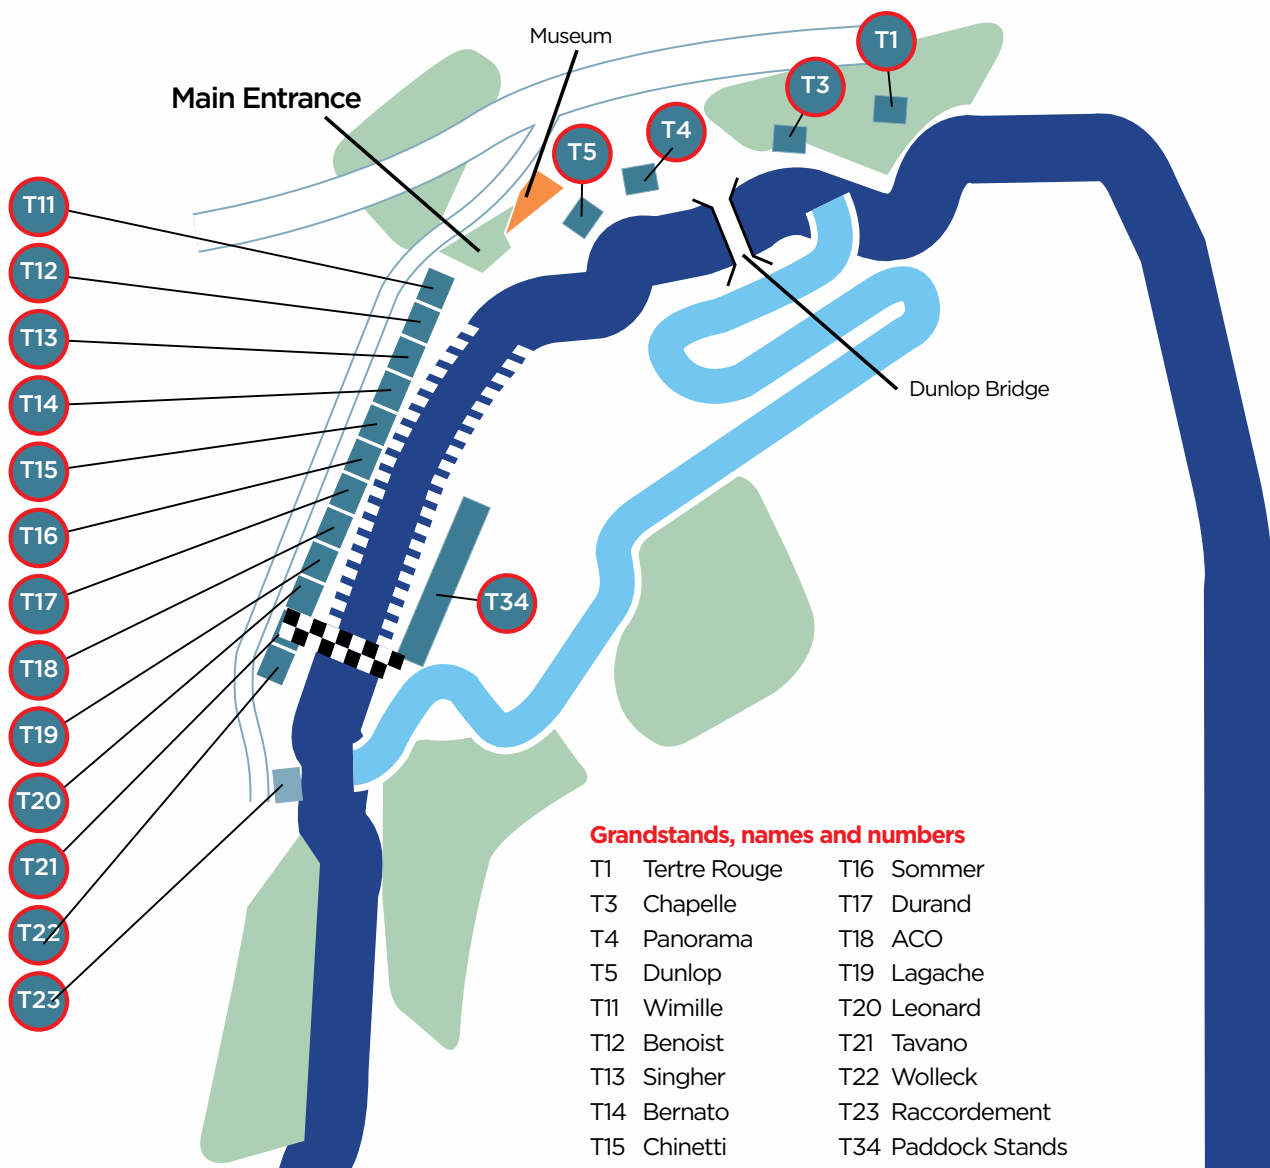 Museum
Main Entrance
T1
T3
T4
T5
T11
T12
T13
T14
T15
T16
T17
T18
T19
T20
T21
T22
T23
T34
Dunlop Bridge
Grandstands, names and numbers
T1 Tertre Rouge
T3 Chapelle
T4 Panorama
T5 Dunlop
T11 Wimille
T12 Benoist
T13 Singher
T14 Bernato
T15 Chinetti
T16 Sommer
T17 Durand
T18 ACO
T19 Lagache
T20 Leonard
T21 Tavano
T22 Wolleck
T23 Raccordement
T34 Paddock Stands